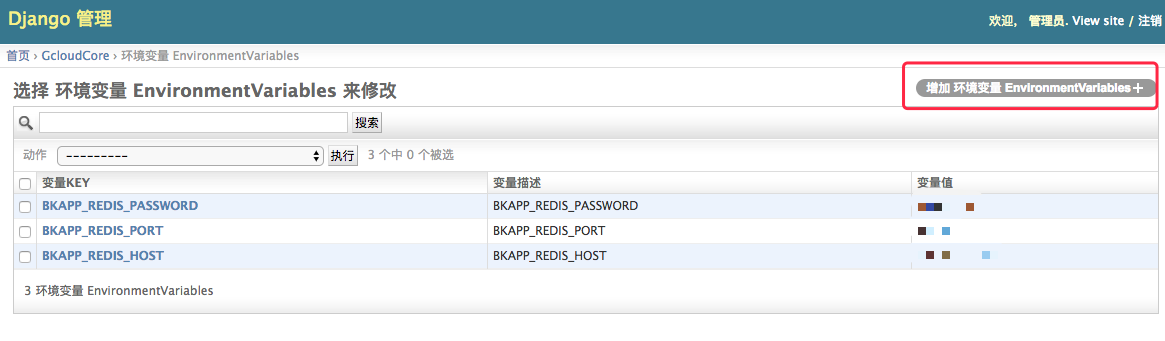 Django 管理
欢迎， 管理员. View site / 注销
首页 › GcloudCore › 环境变量 EnvironmentVariables
选择 环境变量 EnvironmentVariables 来修改
增加 环境变量 EnvironmentVariables +
搜索
动作 --------- 执行 3 个中 0 个被选
变量KEY 变量描述 变量值
BKAPP_REDIS_PASSWORD BKAPP_REDIS_PASSWORD
BKAPP_REDIS_PORT BKAPP_REDIS_PORT
BKAPP_REDIS_HOST BKAPP_REDIS_HOST
3 环境变量 EnvironmentVariables